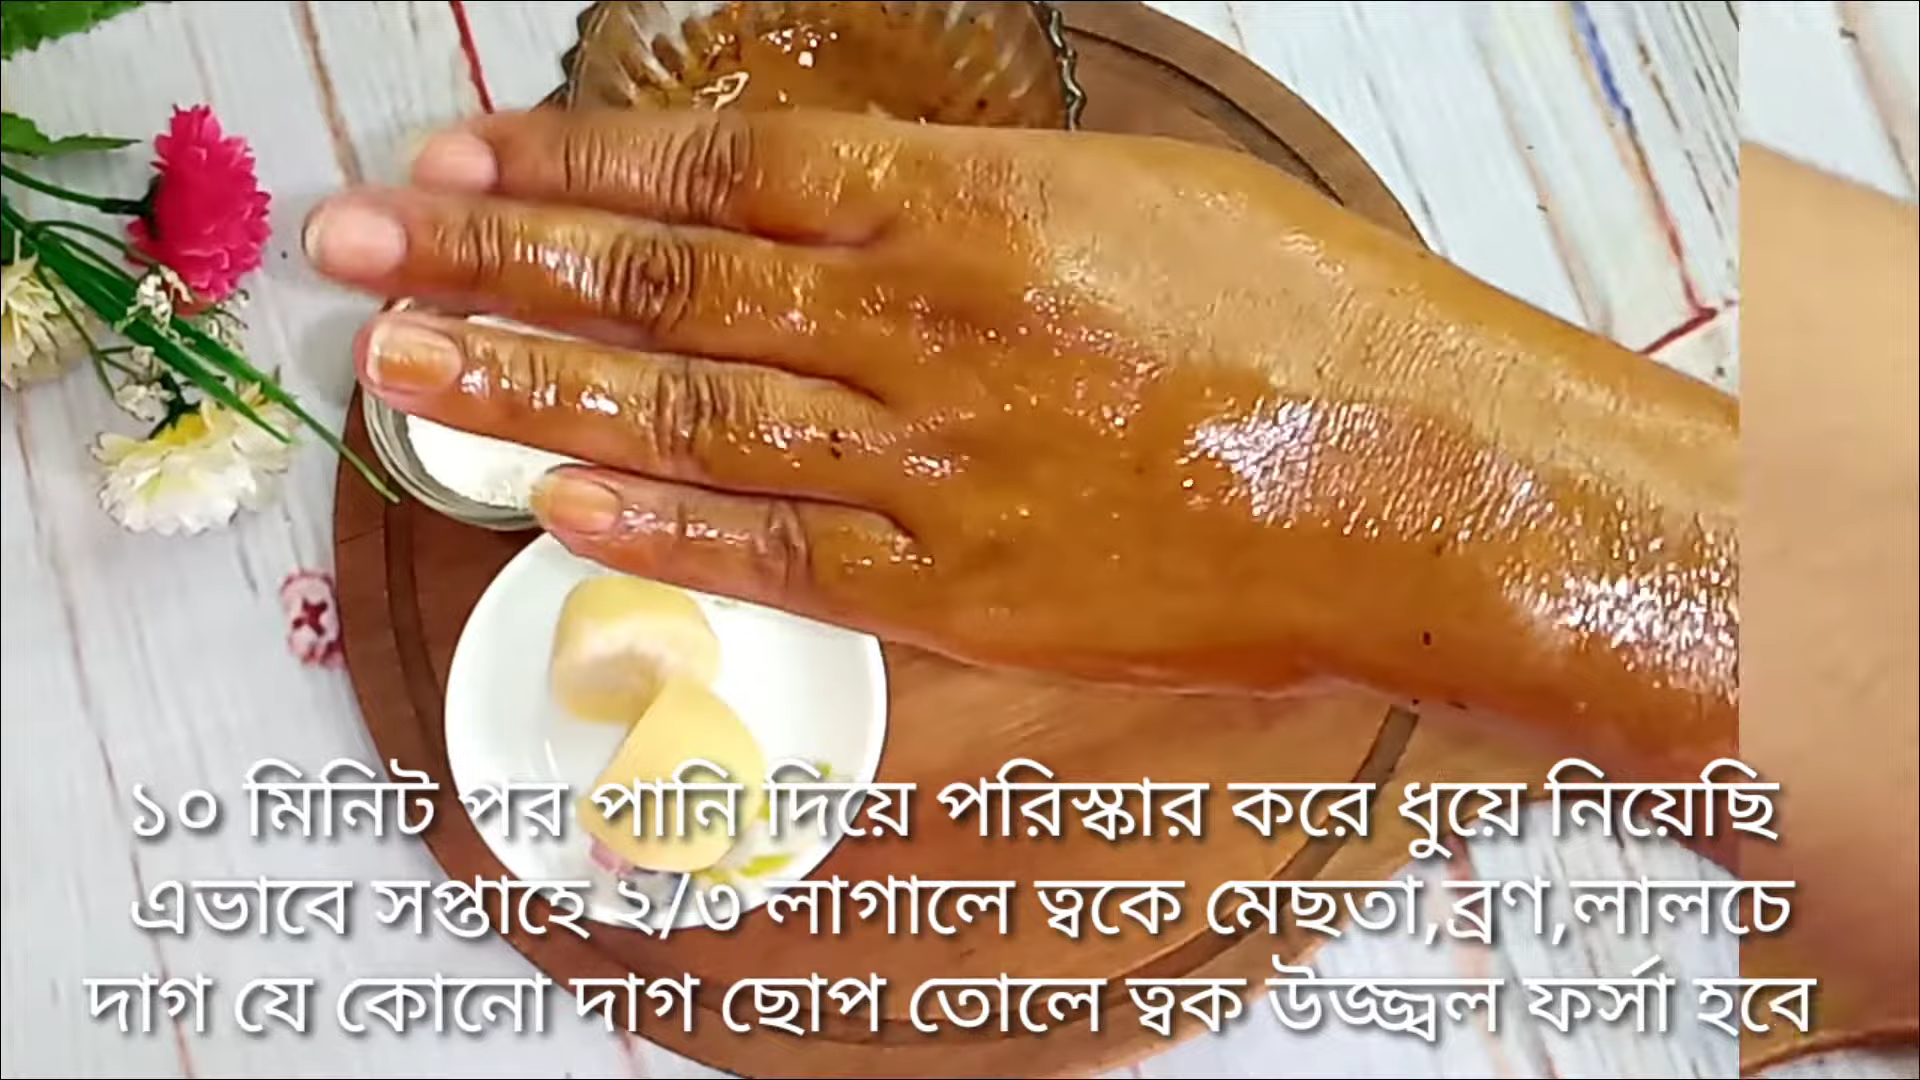 ১০ মিনিট পর পানি দিয়ে পরিস্কার করে ধুয়ে নিয়েছি
এভাবে সপ্তাহে ২/৩ লাগালে ত্বকে মেছতা,ব্রণ,লালচে
দাগ যে কোনো দাগ ছোপ তোলে ত্বক উজ্জ্বল ফর্সা হবে